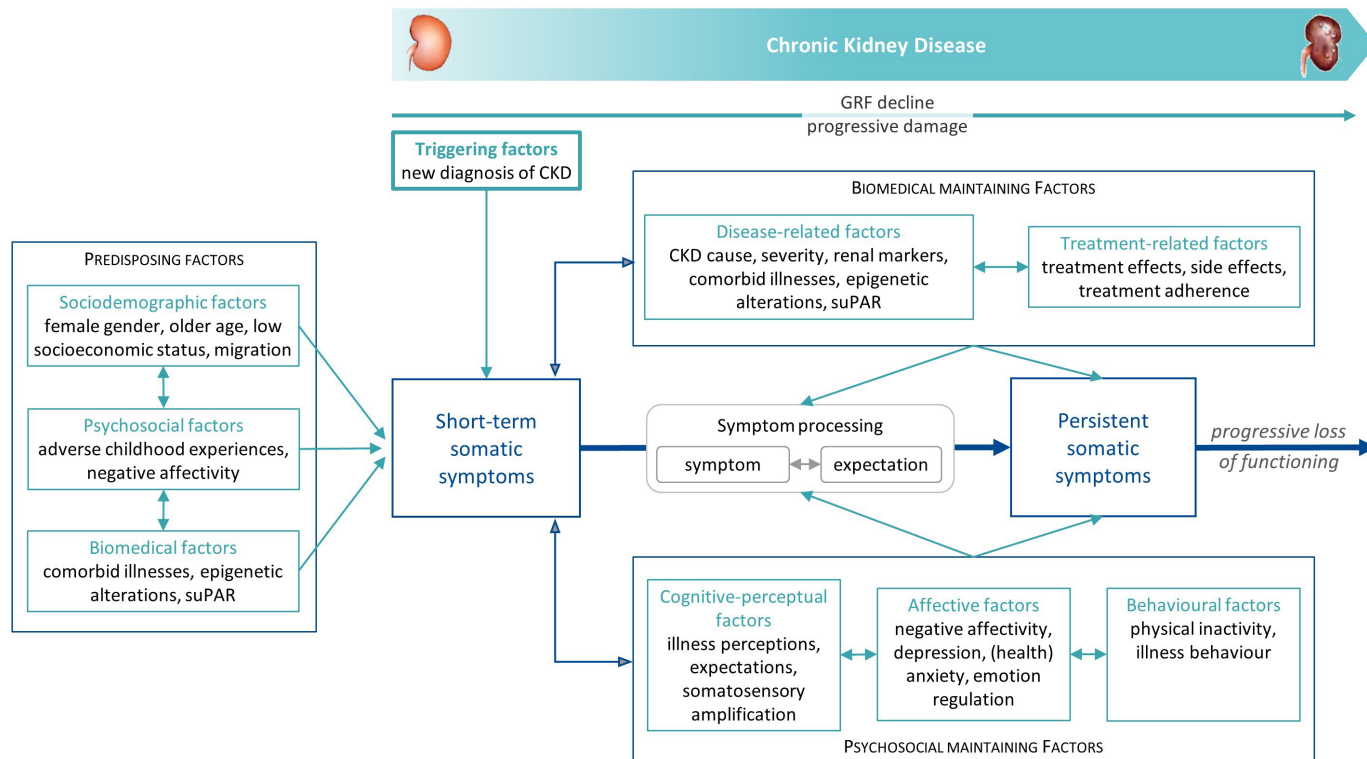 Chronic Kidney Disease
GRF decline
progressive damage
Triggering factors
new diagnosis of CKD
PREDISPOSING FACTORS
Sociodemographic factors
female gender, older age, low
socioeconomic status, migration
Psychosocial factors
adverse childhood experiences,
negative affectivity
Biomedical factors
comorbid illnesses, epigenetic
alterations, suPAR
Short-term
somatic
symptoms
BIOMEDICAL MAINTAINING FACTORS
Disease-related factors
CKD cause, severity, renal markers,
comorbid illnesses, epigenetic
alterations, suPAR
Treatment-related factors
treatment effects, side effects,
treatment adherence
Symptom processing
symptom
expectation
Persistent
somatic
symptoms
progressive loss
of functioning
Cognitive-perceptual
factors
illness perceptions,
expectations,
somatosensory
amplification
Affective factors
negative affectivity,
depression, (health)
anxiety, emotion
regulation
Behavioural factors
physical inactivity,
illness behaviour
PSYCHOSOCIAL MAINTAINING FACTORS